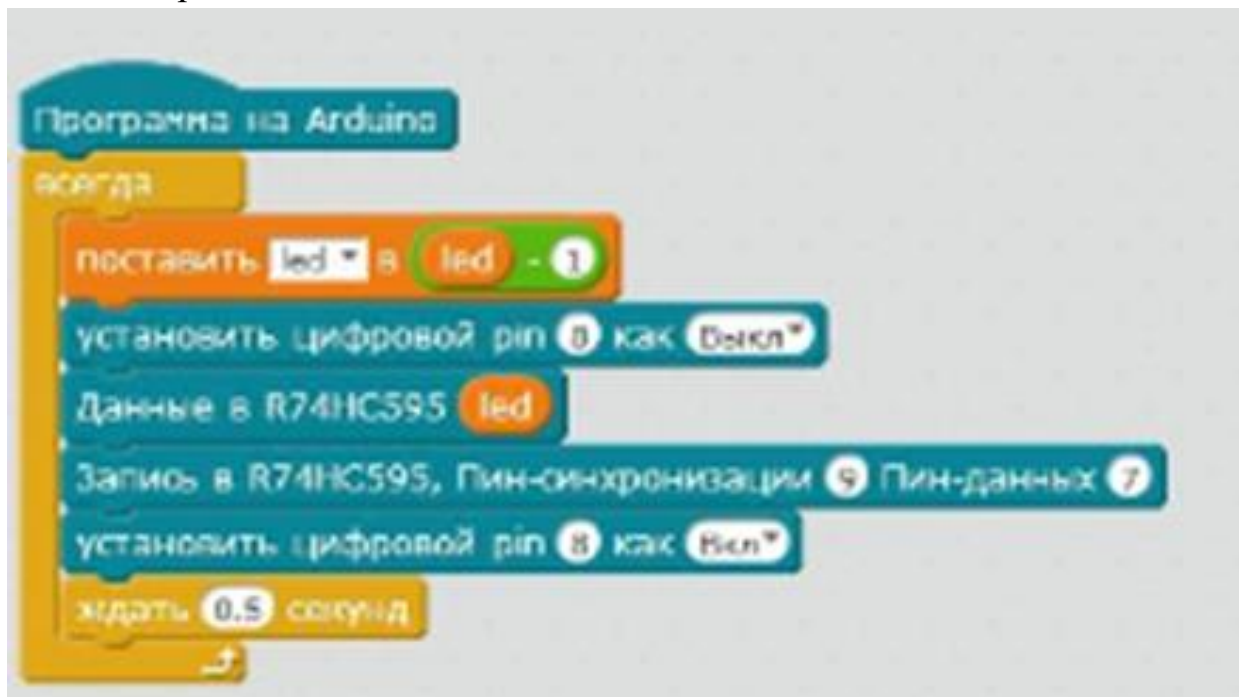 Программа на Arduino
всегда
поставить led в led - 1
установить цифровой pin 8 как Выкл
Данные в R74HC595 led
Запись в R74HC595, Пин-синхронизации 9 Пин-данных 7
установить цифровой pin 8 как Вкл
ждать 0.5 секунд